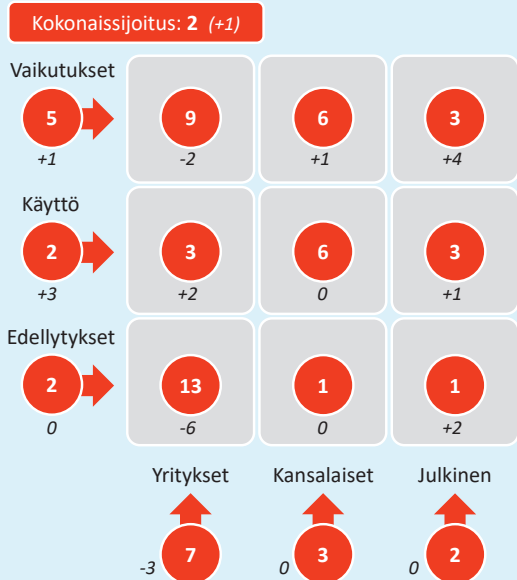 Kokonaissijoitus: 2 (+1)
Vaikutukset
5 9 6 3
+1 -2 +1 +4
Käyttö
2 3 6 3
+3 +2 0 +1
Edellytykset
2 13 1 1
0 -6 0 +2
Yritykset Kansalaiset Julkinen
-3 7 0 3 0 2